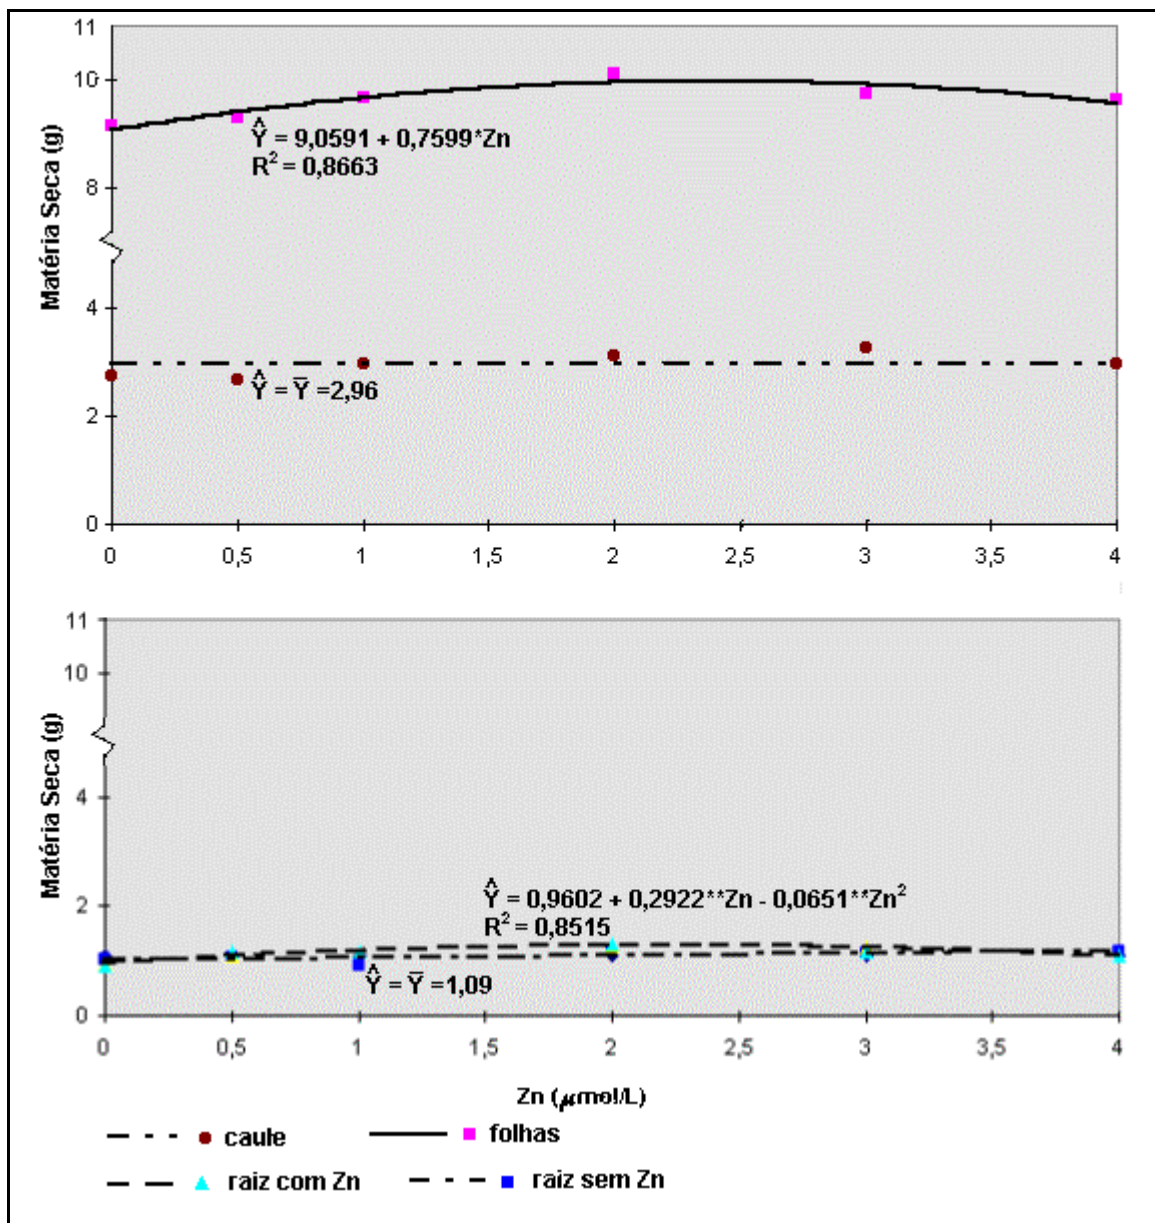 11
10
8
4
2
0
Matéria Seca (g)
Ŷ = 9,0591 + 0,7599*Zn
R² = 0,8663
Ŷ = Ȳ =2,96
0 0,5 1 1,5 2 2,5 3 3,5 4
11
10
4
2
0
Matéria Seca (g)
Ŷ = 0,9602 + 0,2922**Zn - 0,0651**Zn²
R² = 0,8515
Ŷ = Ȳ =1,09
0 0,5 1 1,5 2 2,5 3 3,5 4
Zn (μmol/L)
caule folhas
raiz com Zn raiz sem Zn